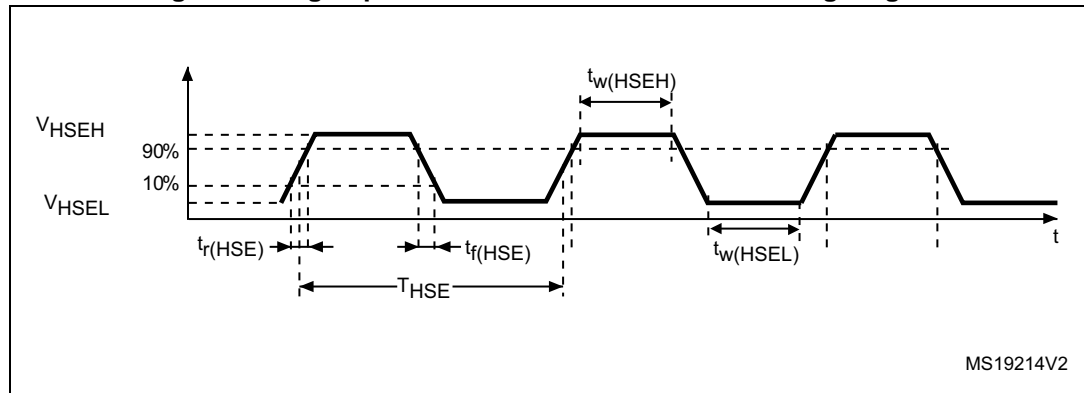 tw(HSEH)
VHSEH
90%
10%
VHSEL
tr(HSE)
tf(HSE)
tw(HSEL)
t
THSE
MS19214V2